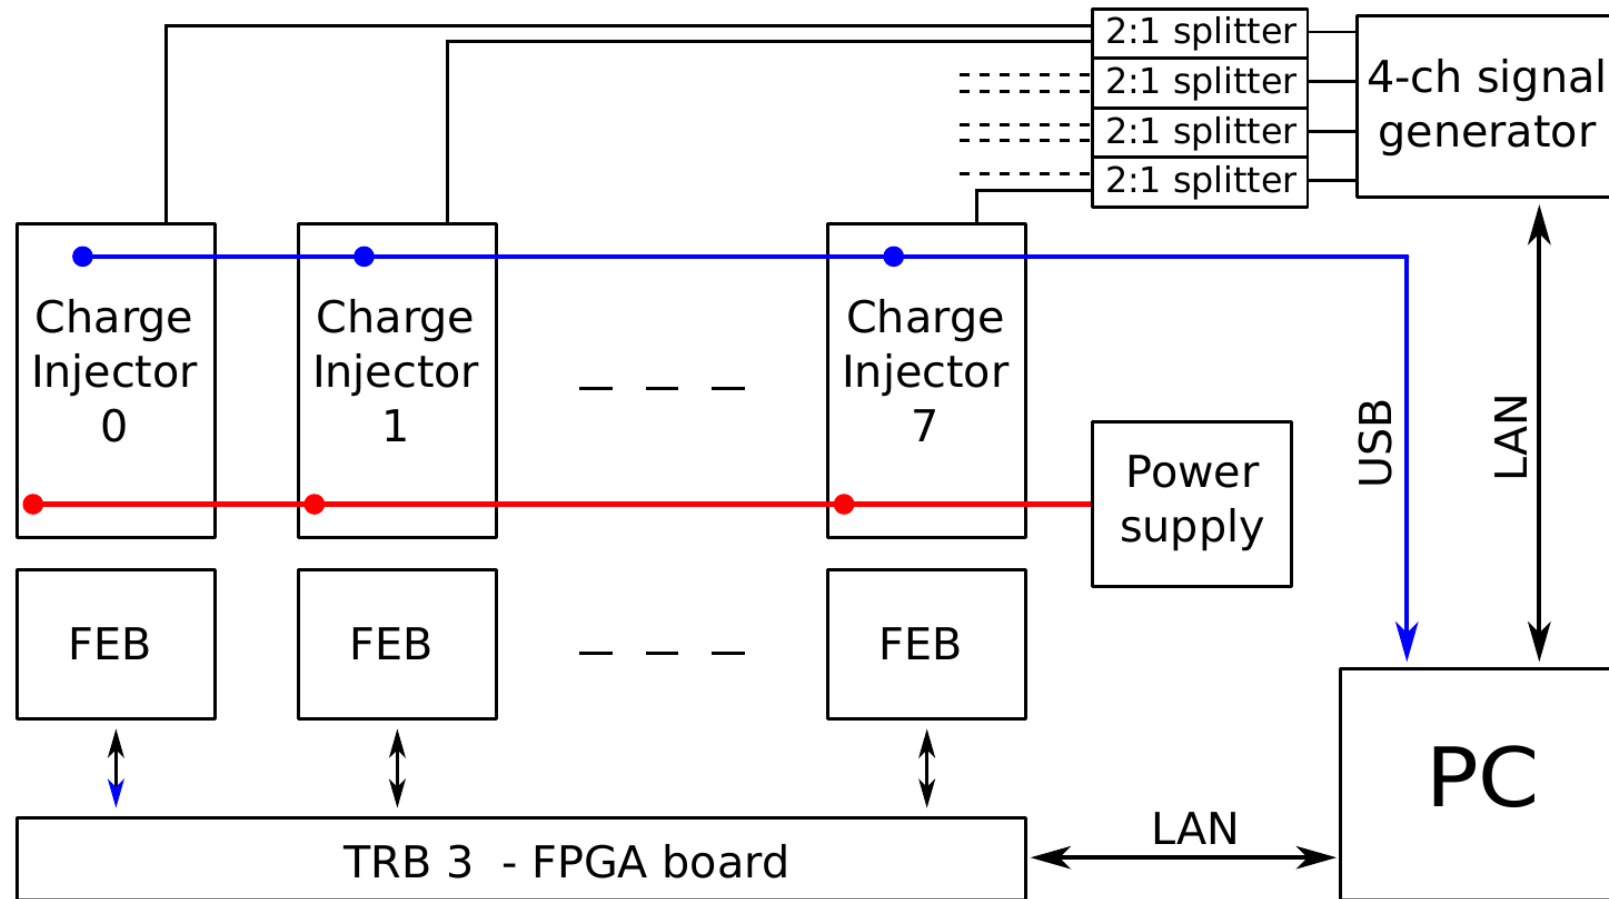 2:1 splitter
2:1 splitter
2:1 splitter
2:1 splitter
4-ch signal
generator
Charge
Injector
0
Charge
Injector
1
Charge
Injector
7
Power
supply
USB
LAN
FEB
FEB
FEB
PC
LAN
TRB 3 - FPGA board